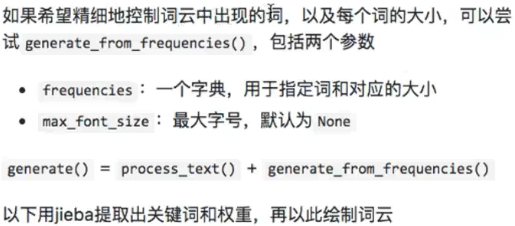 如果希望精细地控制词云中出现的词，以及每个词的大小，可以尝
试 generate_from_frequencies()，包括两个参数
• frequencies：一个字典，用于指定词和对应的大小
• max_font_size：最大字号，默认为 None
generate() = process_text() + generate_from_frequencies()
以下用jieba提取出关键词和权重，再以此绘制词云